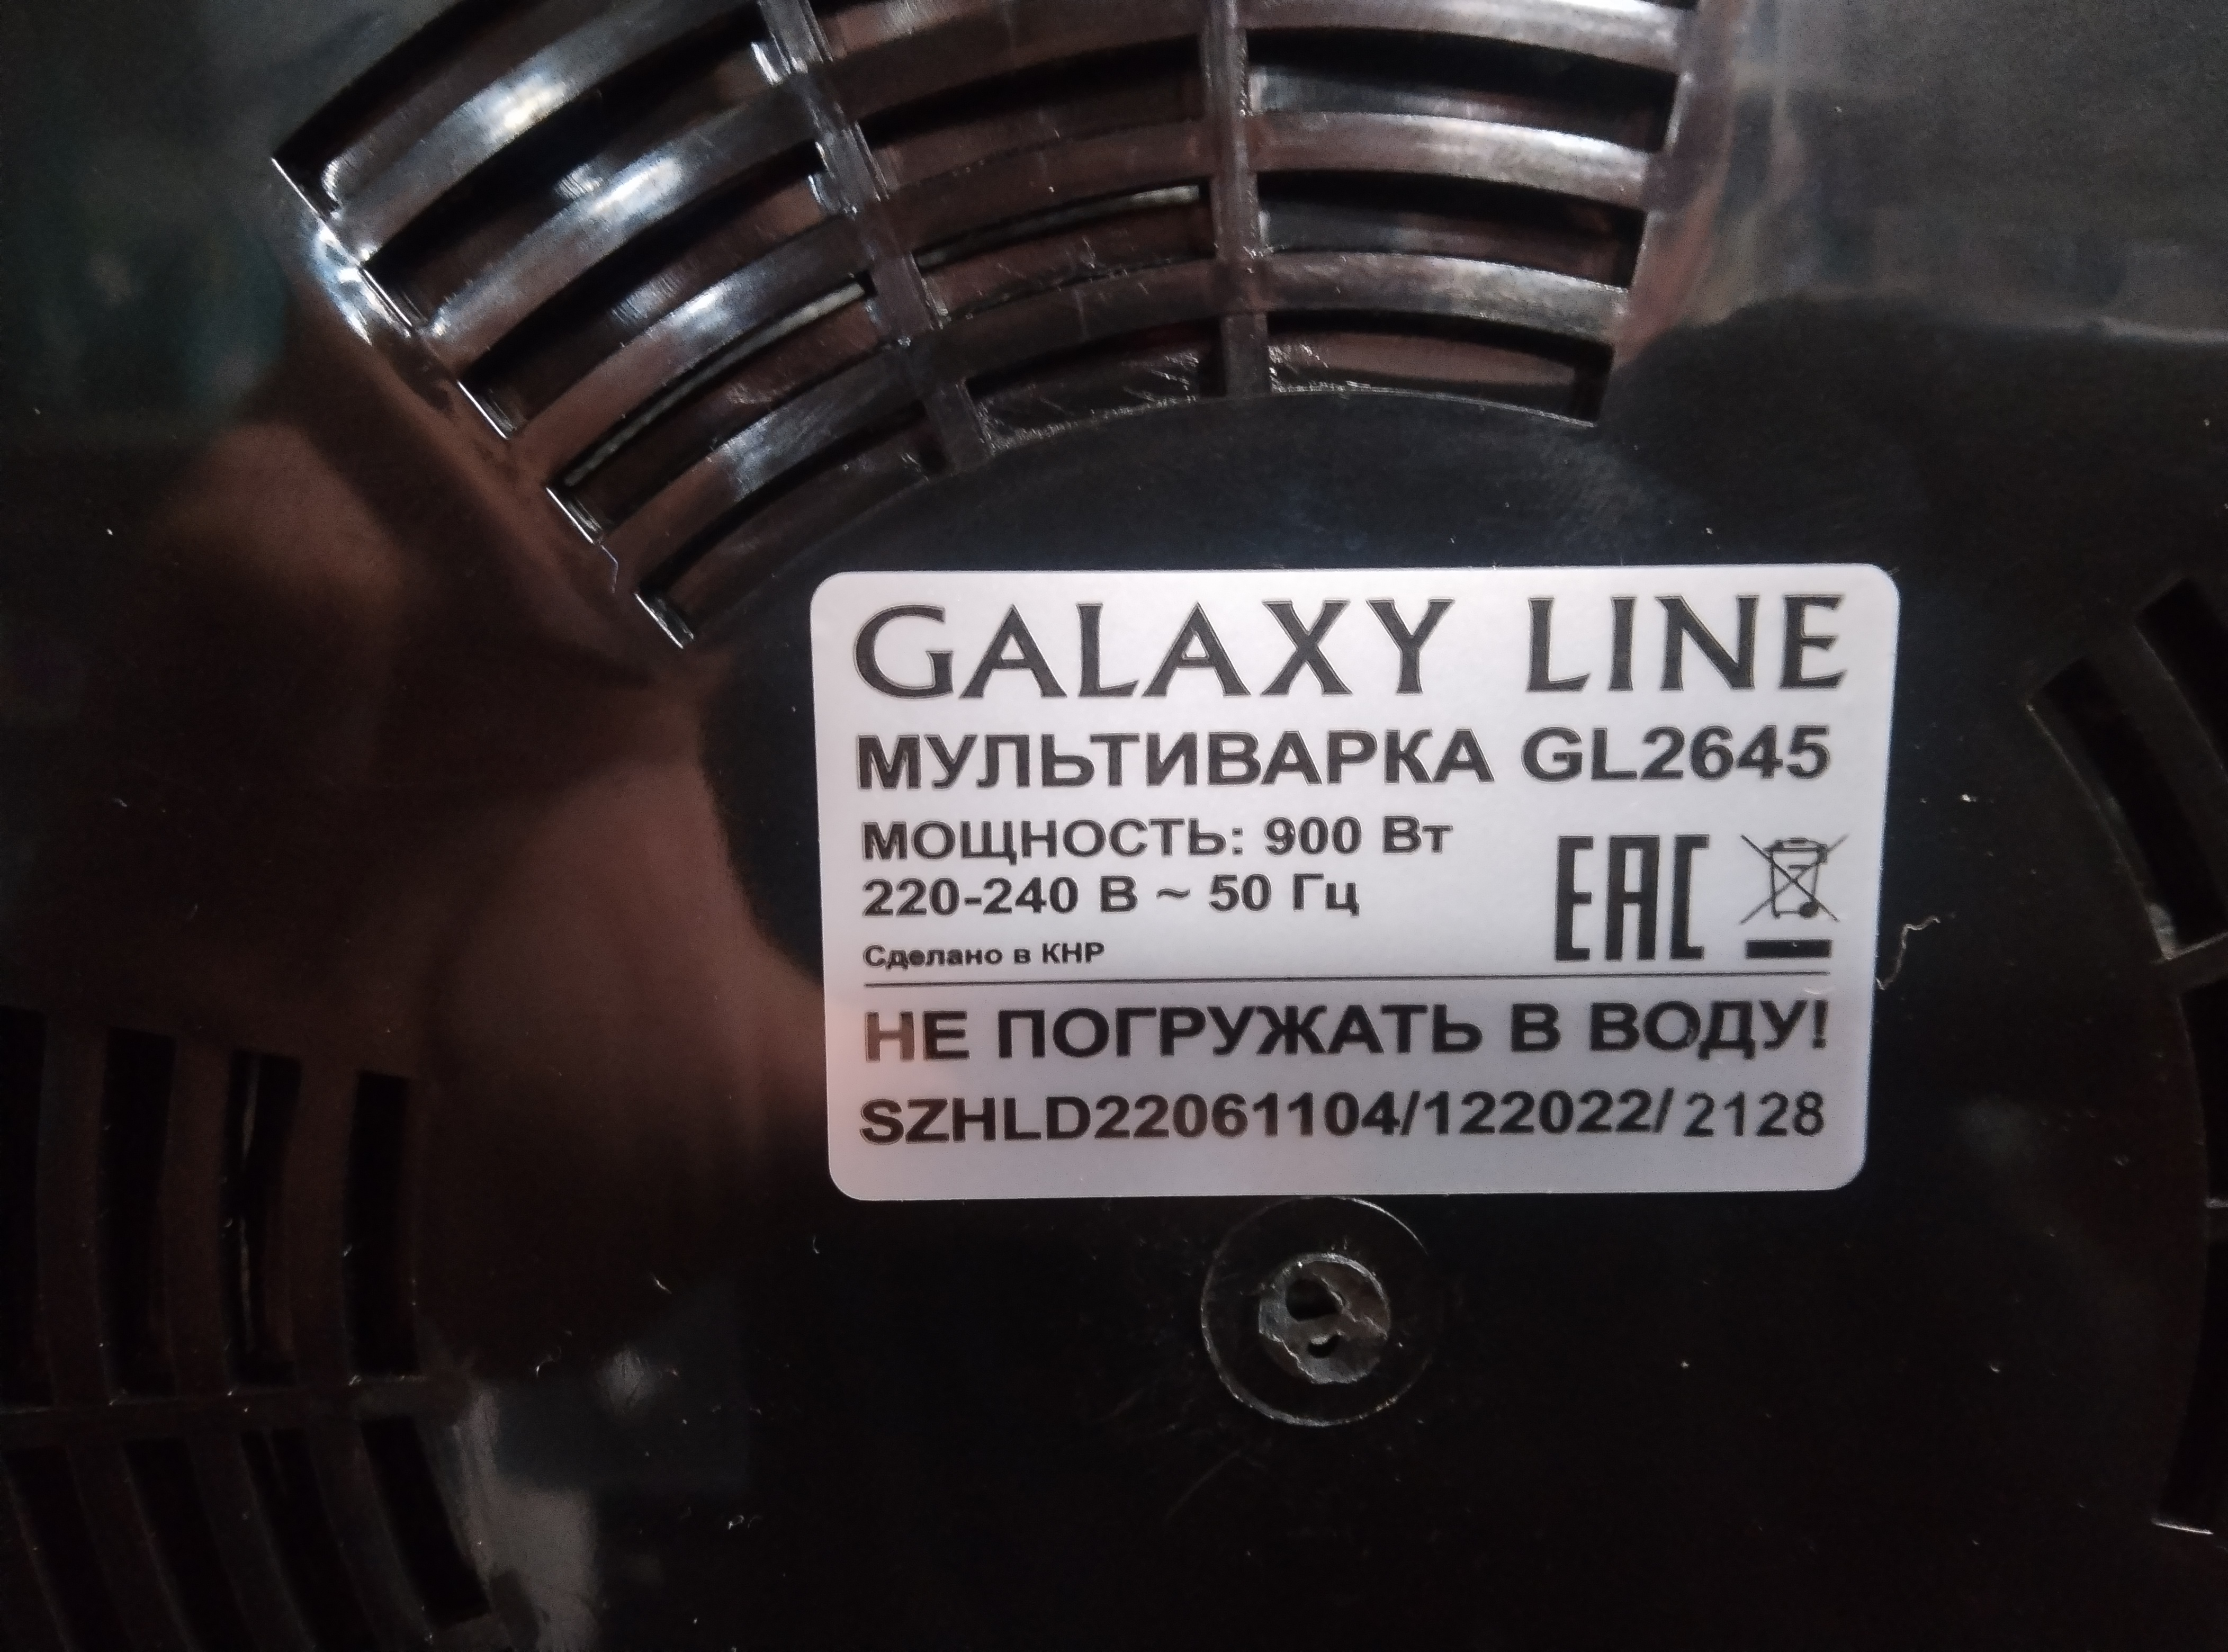 GALAXY LINE
МУЛЬТИВАРКА GL2645
МОЩНОСТЬ: 900 Вт
220-240 В ~ 50 Гц
EAC
Сделано в КНР
НЕ ПОГРУЖАТЬ В ВОДУ!
SZHLD22061104/122022/2128